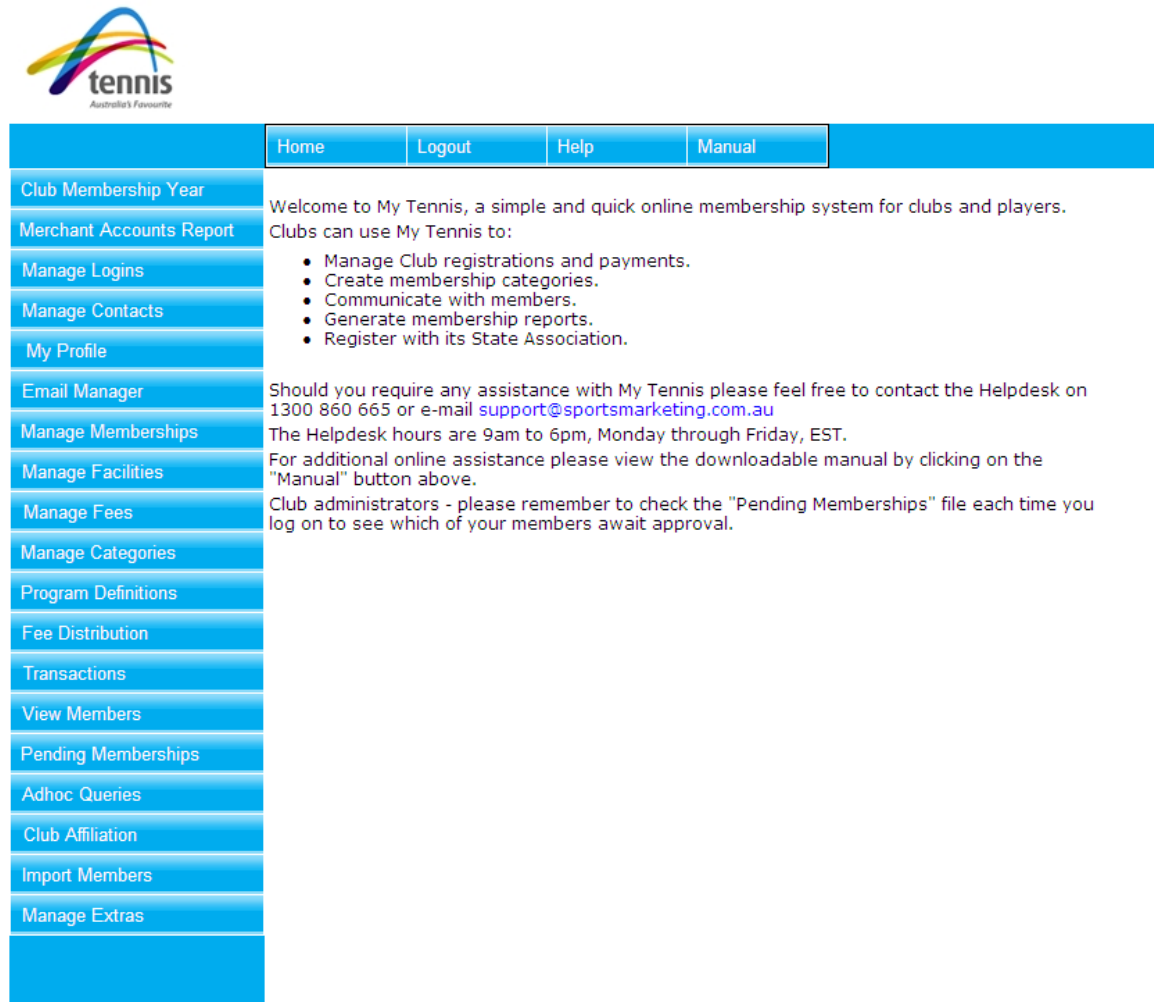 tennis
Australia's Favourite
Home Logout Help Manual
Club Membership Year
Merchant Accounts Report
Manage Logins
Manage Contacts
My Profile
Email Manager
Manage Memberships
Manage Facilities
Manage Fees
Manage Categories
Program Definitions
Fee Distribution
Transactions
View Members
Pending Memberships
Adhoc Queries
Club Affiliation
Import Members
Manage Extras
Welcome to My Tennis, a simple and quick online membership system for clubs and players.
Clubs can use My Tennis to:
• Manage Club registrations and payments.
• Create membership categories.
• Communicate with members.
• Generate membership reports.
• Register with its State Association.
Should you require any assistance with My Tennis please feel free to contact the Helpdesk on
1300 860 665 or e-mail support@sportsmarketing.com.au
The Helpdesk hours are 9am to 6pm, Monday through Friday, EST.
For additional online assistance please view the downloadable manual by clicking on the
"Manual" button above.
Club administrators - please remember to check the "Pending Memberships" file each time you
log on to see which of your members await approval.